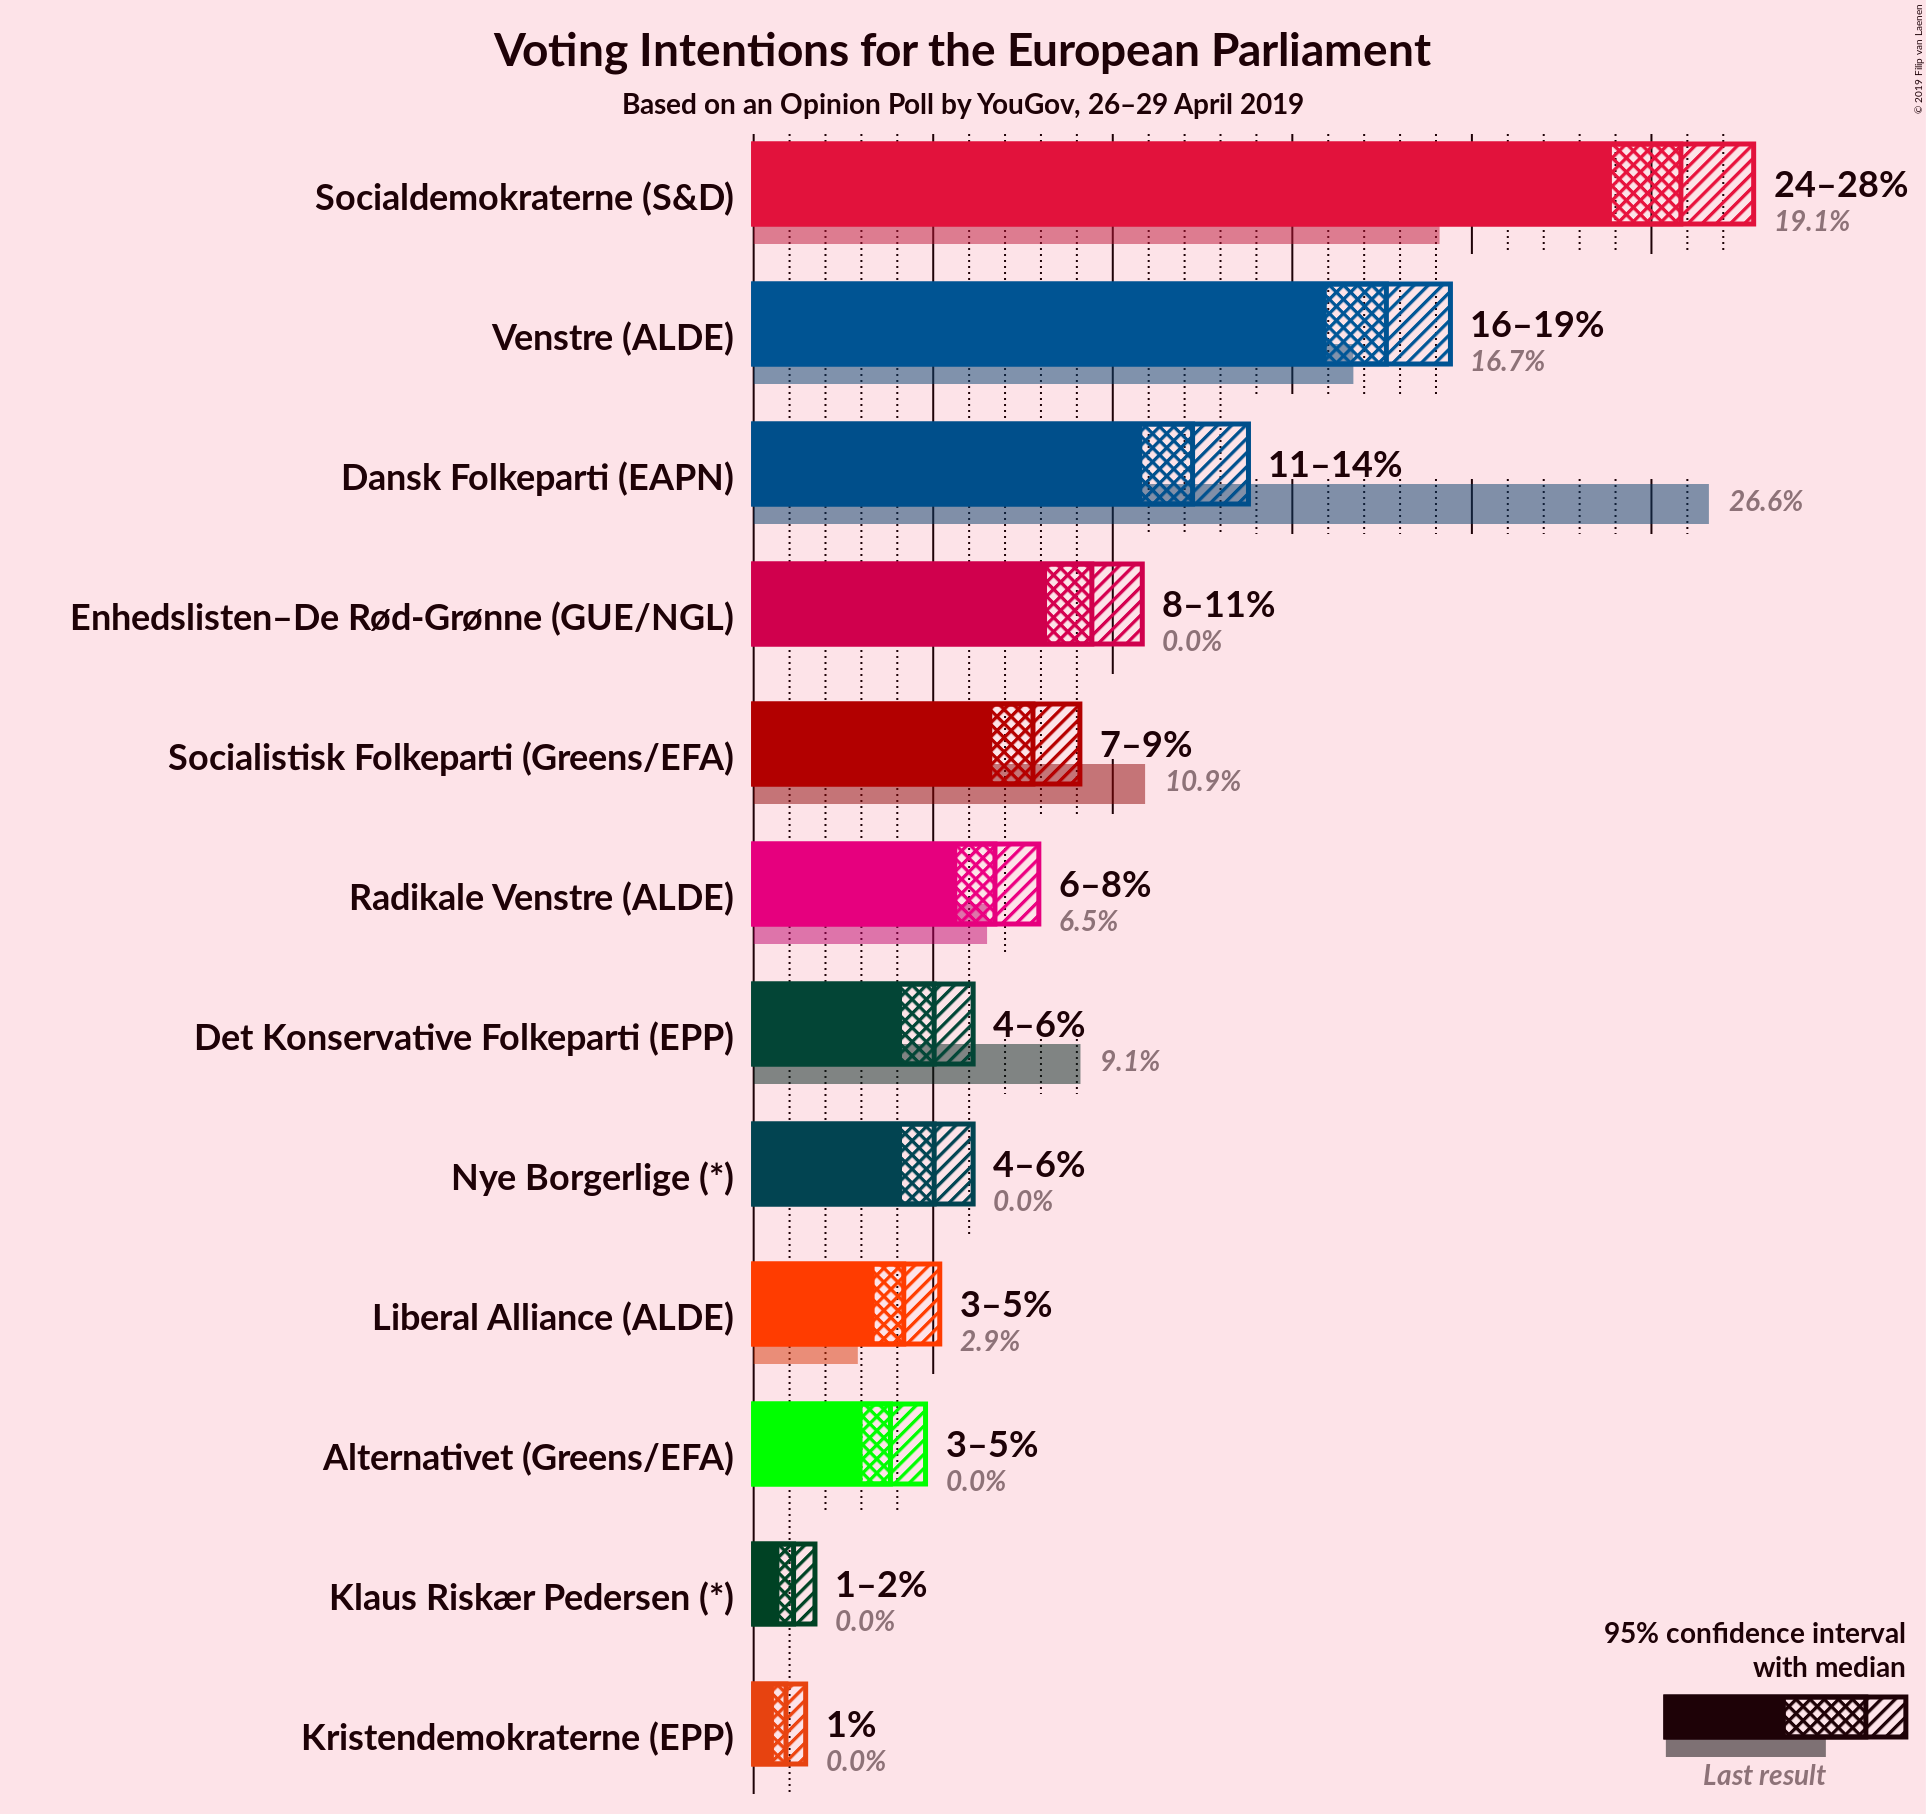 Voting Intentions for the European Parliament
Based on an Opinion Poll by YouGov, 26–29 April 2019
© 2019 Filip van Laenen
Socialdemokraterne (S&D)
24–28%
19.1%
Venstre (ALDE)
16–19%
16.7%
Dansk Folkeparti (EAPN)
11–14%
26.6%
Enhedslisten–De Rød-Grønne (GUE/NGL)
8–11%
0.0%
Socialistisk Folkeparti (Greens/EFA)
7–9%
10.9%
Radikale Venstre (ALDE)
6–8%
6.5%
Det Konservative Folkeparti (EPP)
4–6%
9.1%
Nye Borgerlige (*)
4–6%
0.0%
Liberal Alliance (ALDE)
3–5%
2.9%
Alternativet (Greens/EFA)
3–5%
0.0%
Klaus Riskær Pedersen (*)
1–2%
0.0%
Kristendemokraterne (EPP)
1%
0.0%
95% confidence interval
with median
Last result